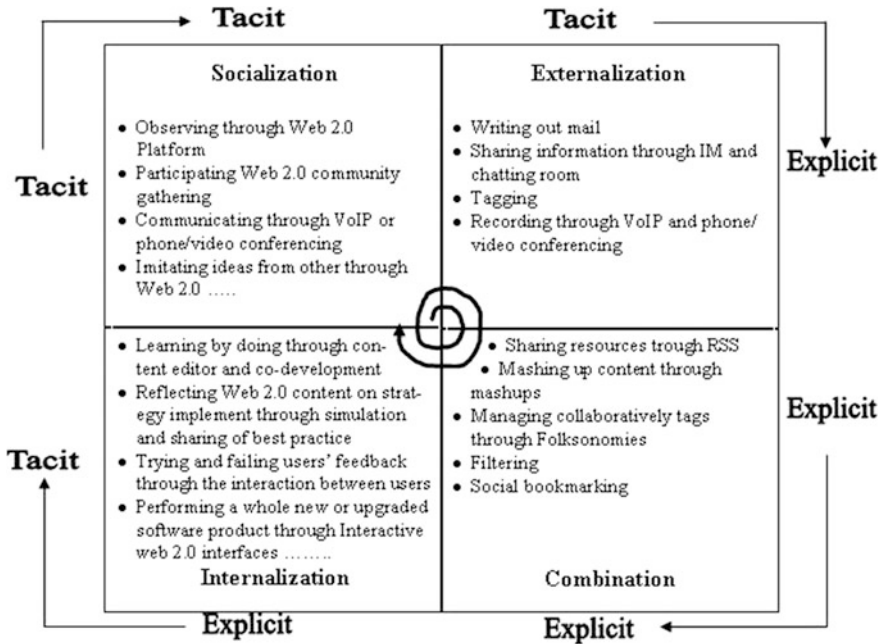 Tacit
Tacit
Socialization
Externalization
• Observing through Web 2.0
Platform
• Participating Web 2.0 community
gathering
• Communicating through VoIP or
phone/video conferencing
• Imitating ideas from other through
Web 2.0 .....
• Writing out mail
• Sharing information through IM and
chatting room
• Tagging
• Recording through VoIP and phone/
video conferencing
Tacit
Explicit
• Learning by doing through con-
tent editor and co-development
• Reflecting Web 2.0 content on strat-
egy implement through simulation
and sharing of best practice
• Trying and failing users' feedback
through the interaction between users
• Performing a whole new or upgraded
software product through Interactive
web 2.0 interfaces ........
Internalization
• Sharing resources trough RSS
• Mashing up content through
mashups
• Managing collaboratively tags
through Folksonomies
• Filtering
• Social bookmarking
Combination
Tacit
Explicit
Explicit
Explicit